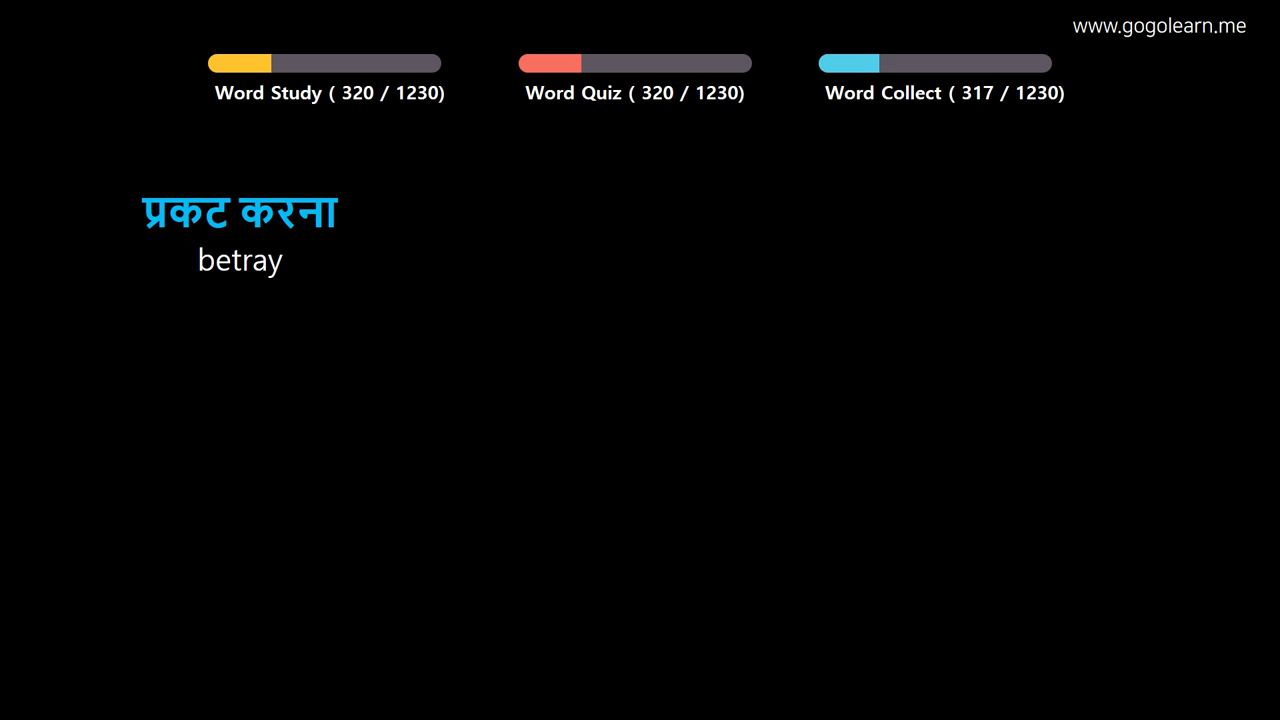 www.gogolearn.me
Word Study ( 320 / 1230)
Word Quiz ( 320 / 1230)
Word Collect ( 317 / 1230)
प्रकट करना
betray